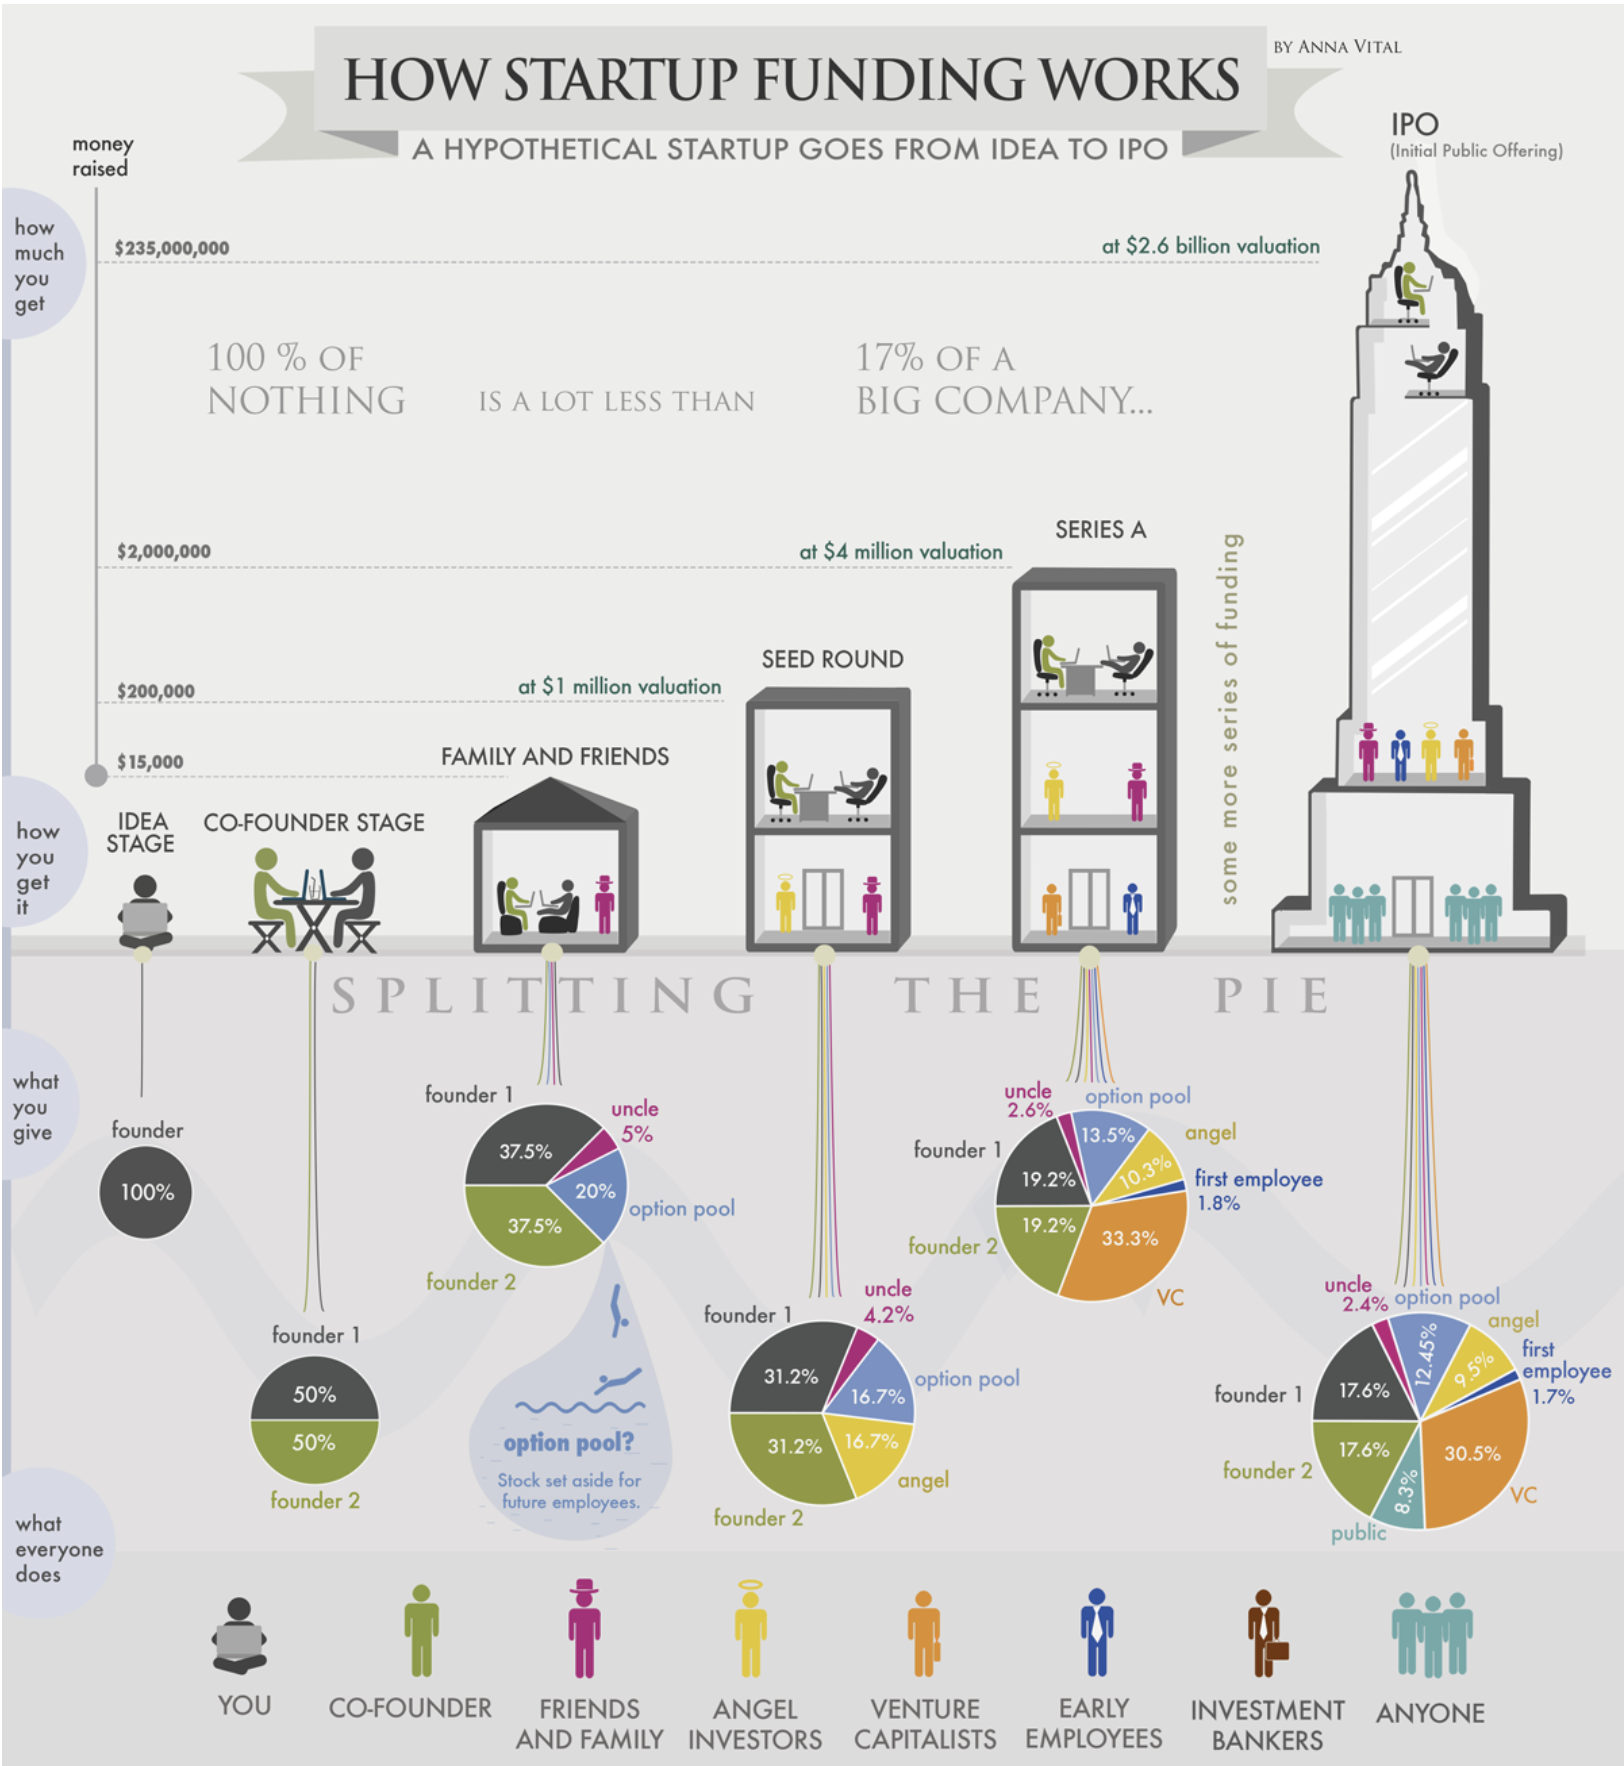 HOW STARTUP FUNDING WORKS
BY ANNA VITAL
A HYPOTHETICAL STARTUP GOES FROM IDEA TO IPO
IPO
(Initial Public Offering)
money
raised
how
much
you
get
$235,000,000
at $2.6 billion valuation
100 % OF
NOTHING
IS A LOT LESS THAN
17% OF A
BIG COMPANY...
$2,000,000
at $4 million valuation
SERIES A
some more series of funding
SEED ROUND
$200,000
at $1 million valuation
FAMILY AND FRIENDS
$15,000
how
you
get
it
IDEA
STAGE
CO-FOUNDER STAGE
SPLITTING THE PIE
what
you
give
founder
100%
founder 1
50%
50%
founder 2
founder 1
uncle
5%
37.5%
20%
option pool
37.5%
founder 2
option pool?
Stock set aside for
future employees.
founder 1
uncle
4.2%
31.2%
option pool
16.7%
31.2%
16.7%
angel
founder 2
uncle
2.6%
option pool
13.5%
angel
founder 1
10.3%
19.2%
first employee
1.8%
19.2%
33.3%
founder 2
VC
uncle
2.4%
option pool
angel
12.45%
9.5%
first
employee
1.7%
founder 1
17.6%
17.6%
30.5%
founder 2
8.3%
VC
public
what
everyone
does
YOU
CO-FOUNDER
FRIENDS
AND FAMILY
ANGEL
INVESTORS
VENTURE
CAPITALISTS
EARLY
EMPLOYEES
INVESTMENT
BANKERS
ANYONE